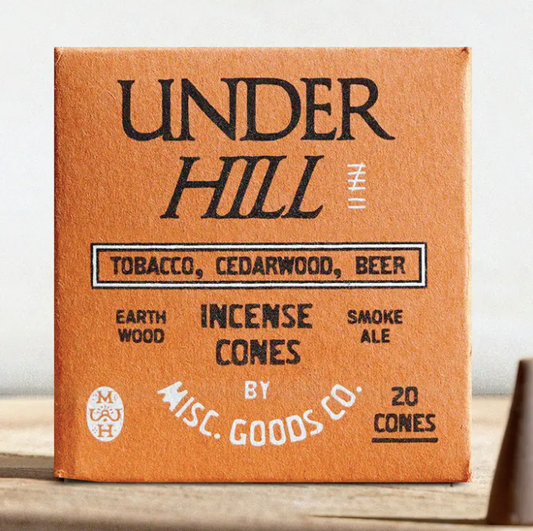 UNDER
HILL
TOBACCO, CEDARWOOD, BEER
EARTH
WOOD
INCENSE
CONES
SMOKE
ALE
BY
MISC. GOODS CO.
20
CONES
M
H